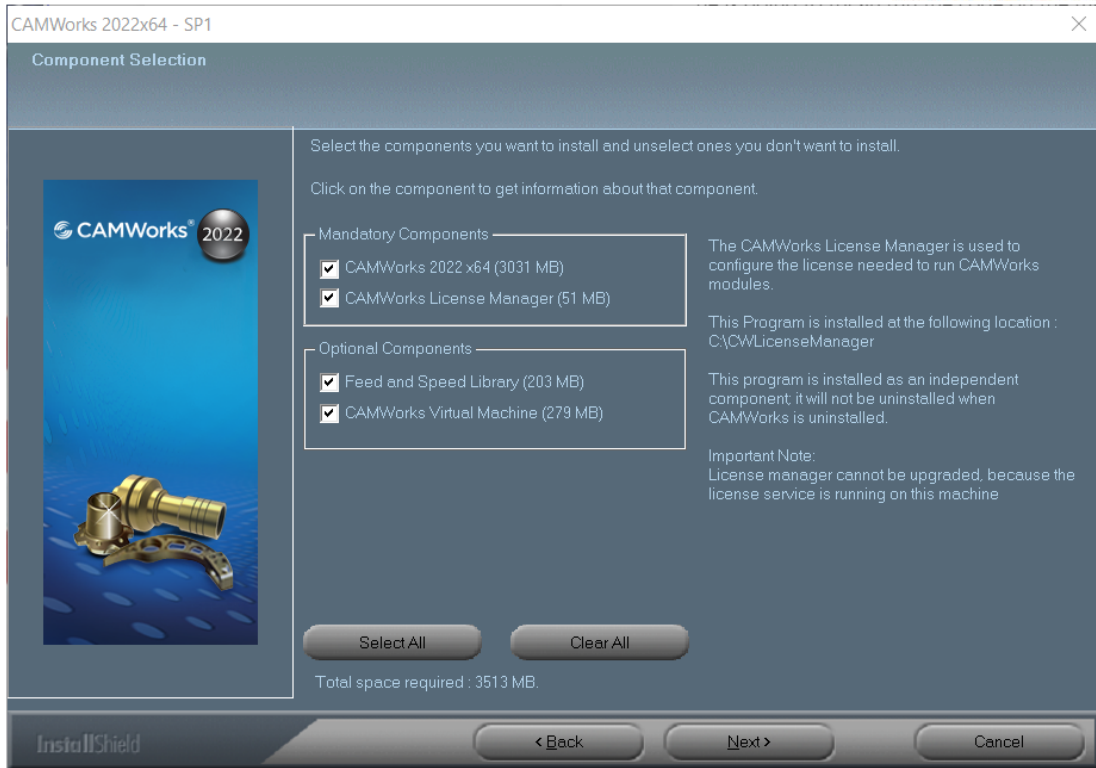 CAMWorks 2022x64 - SP1
Component Selection
Select the components you want to install and unselect ones you don't want to install.
Click on the component to get information about that component.
CAMWorks® 2022
Mandatory Components
CAMWorks 2022 x64 (3031 MB)
CAMWorks License Manager (51 MB)
Optional Components
Feed and Speed Library (203 MB)
CAMWorks Virtual Machine (279 MB)
The CAMWorks License Manager is used to
configure the license needed to run CAMWorks
modules.
This Program is installed at the following location :
C:\CWLicenseManager
This program is installed as an independent
component; it will not be uninstalled when
CAMWorks is uninstalled.
Important Note:
License manager cannot be upgraded, because the
license service is running on this machine
Select All
Clear All
Total space required : 3513 MB.
InstallShield
< Back
Next >
Cancel